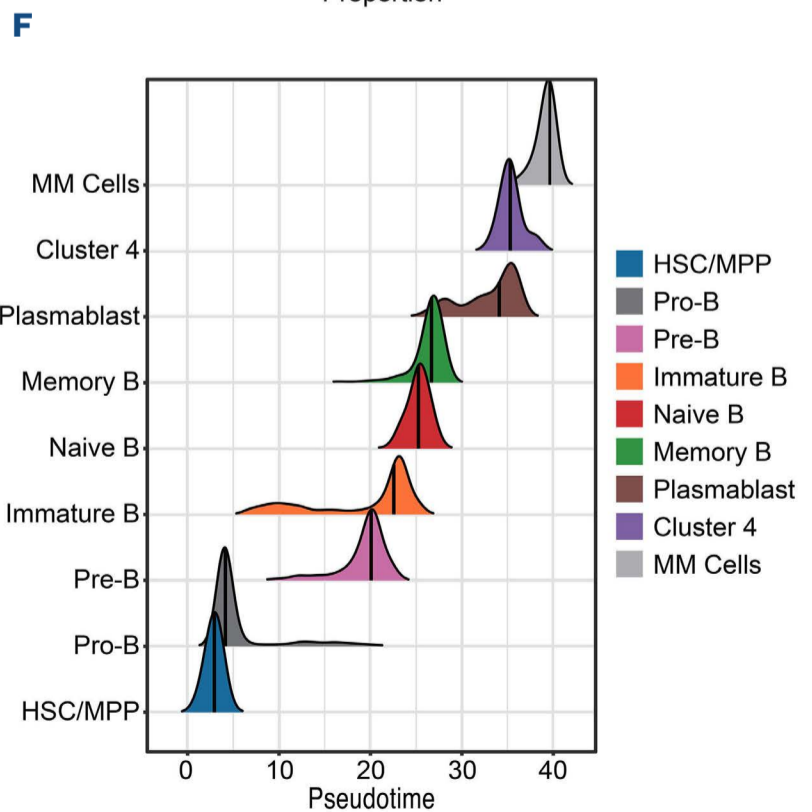 Proportion
F
MM Cells
Cluster 4
Plasmablast
Memory B
Naive B
Immature B
Pre-B
Pro-B
HSC/MPP
0 10 20 30 40
Pseudotime
HSC/MPP
Pro-B
Pre-B
Immature B
Naive B
Memory B
Plasmablast
Cluster 4
MM Cells